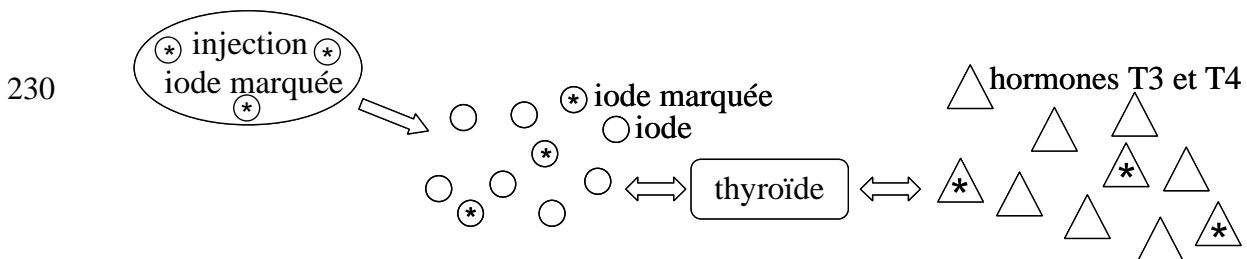 230
injection
iode marquée
iode marquée
iode
thyroïde
hormones T3 et T4